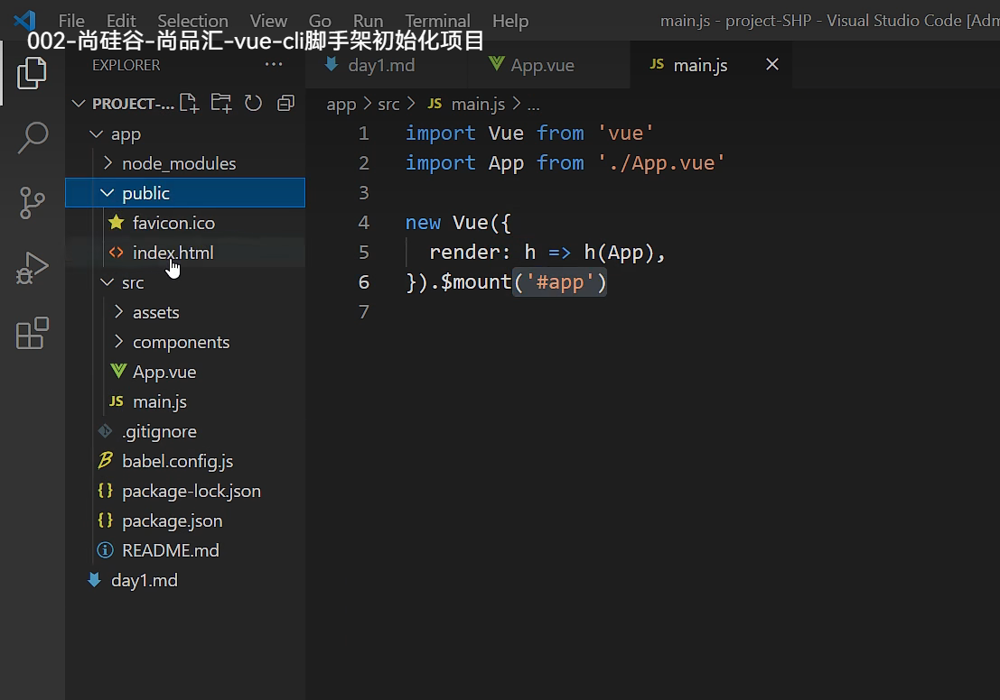 File Edit Selection View Go Run Terminal Help main.js - project-SHP - Visual Studio Code [Adm
002-尚硅谷-尚品汇-vue-cli脚手架初始化项目
EXPLORER ··· day1.md App.vue JS main.js
PROJECT-...
app > src > JS main.js > ...
app
node_modules
public
favicon.ico
<> index.html
src
assets
components
App.vue
JS main.js
.gitignore
babel.config.js
{} package-lock.json
{} package.json
README.md
day1.md
1 import Vue from 'vue'
2 import App from './App.vue'
3
4 new Vue({
5 render: h => h(App),
6 }).$mount('#app')
7